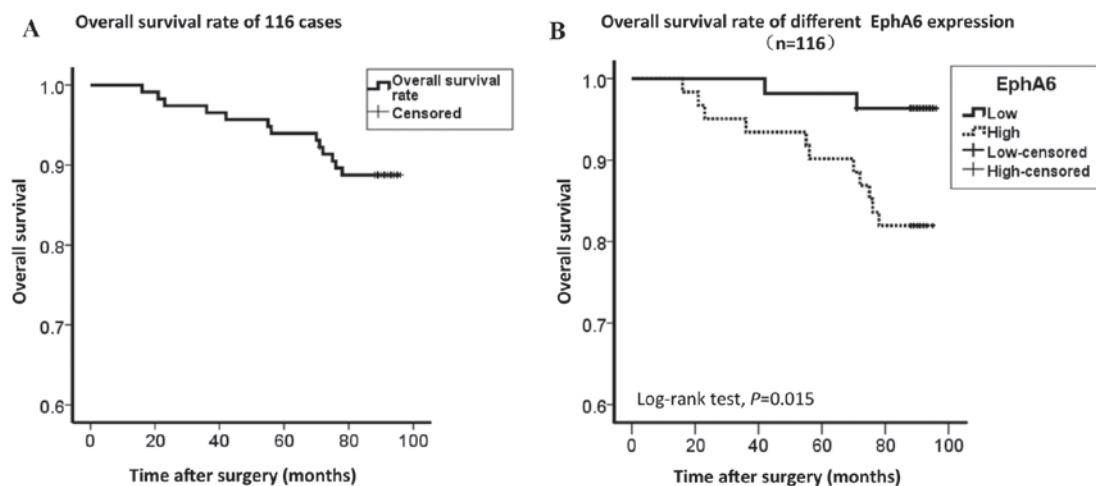 A
Overall survival rate of 116 cases
1.0
0.9
0.8
0.7
0.6
Overall survival
Overall survival
rate
Censored
0
20
40
60
80
100
Time after surgery (months)
B
Overall survival rate of different EphA6 expression
（n=116）
1.0
0.9
0.8
0.7
0.6
Overall survival
EphA6
Low
High
Low-censored
High-censored
Log-rank test, P=0.015
0
20
40
60
80
100
Time after surgery (months)